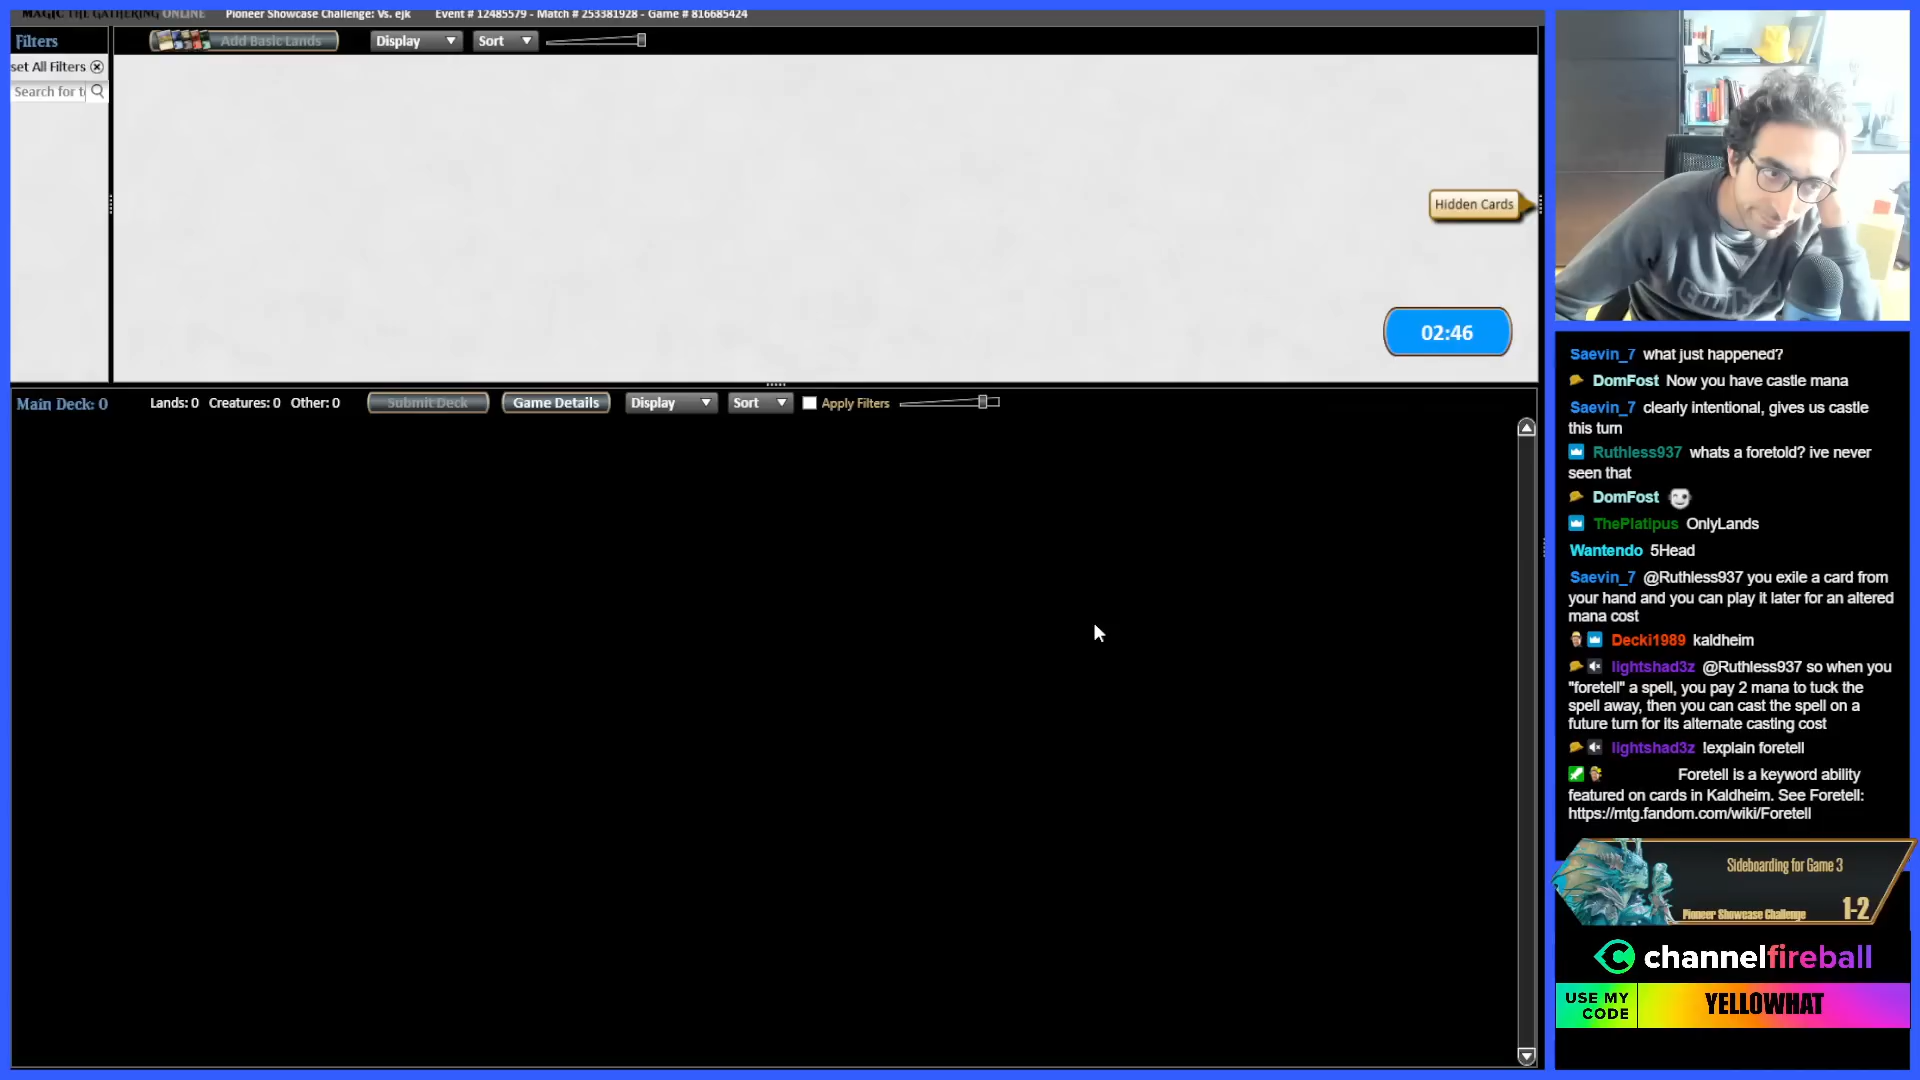 MAGIC THE GATHERING ONLINE Pioneer Showcase Challenge: Vs. ejk Event # 12485579 - Match # 253381928 - Game # 816685424
Filters
Add Basic Lands Display Sort
set All Filters
Search for t
Hidden Cards
02:46
Main Deck: 0 Lands: 0 Creatures: 0 Other: 0 Submit Deck Game Details Display Sort Apply Filters
Saevin_7 what just happened?
DomFost Now you have castle mana
Saevin_7 clearly intentional, gives us castle
this turn
Ruthless937 whats a foretold? ive never
seen that
DomFost
ThePlatipus OnlyLands
Wantendo 5Head
Saevin_7 @Ruthless937 you exile a card from
your hand and you can play it later for an altered
mana cost
Decki1989 kaldheim
lightshad3z @Ruthless937 so when you
"foretell" a spell, you pay 2 mana to tuck the
spell away, then you can cast the spell on a
future turn for its alternate casting cost
lightshad3z !explain foretell
Foretell is a keyword ability
featured on cards in Kaldheim. See Foretell:
https://mtg.fandom.com/wiki/Foretell
Sideboarding for Game 3
Pioneer Showcase Challenge 1-2
channelfireball
USE MY
CODE
YELLOWHAT